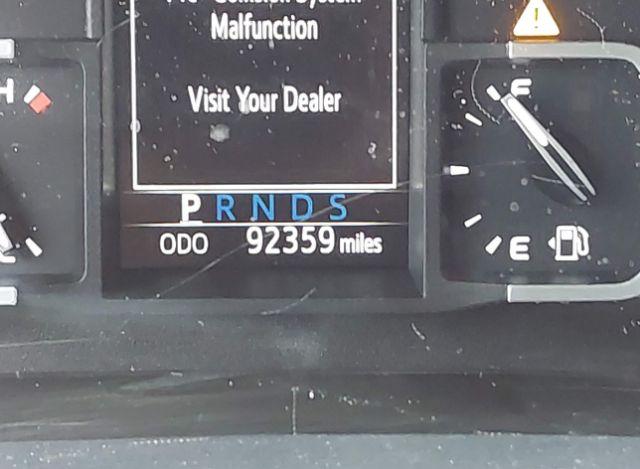 Malfunction
Visit Your Dealer
H
F
P R N D S
ODO 92359 miles
E